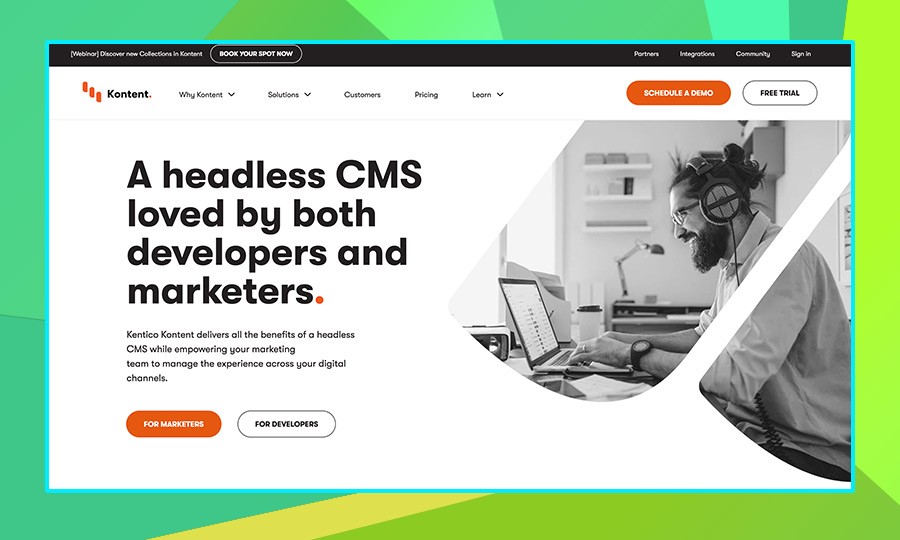 [Webinar] Discover new Collections in Kontent BOOK YOUR SPOT NOW Partners Integrations Community Sign in
Kontent. Why Kontent Solutions Customers Pricing Learn SCHEDULE A DEMO FREE TRIAL
A headless CMS
loved by both
developers and
marketers.
Kentico Kontent delivers all the benefits of a headless
CMS while empowering your marketing
team to manage the experience across your digital
channels.
FOR MARKETERS FOR DEVELOPERS